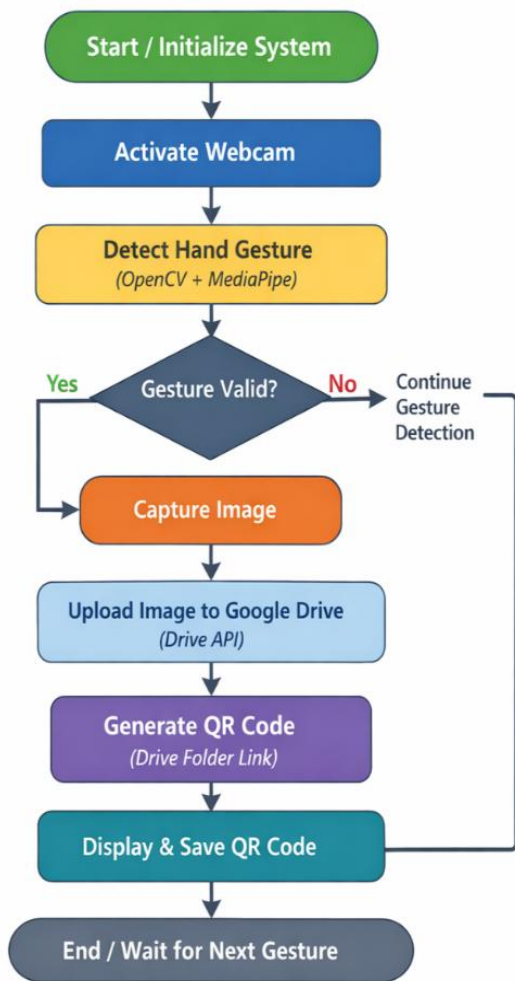 Start / Initialize System
Activate Webcam
Detect Hand Gesture
(OpenCV + MediaPipe)
Yes
Gesture Valid?
No
Continue
Gesture
Detection
Capture Image
Upload Image to Google Drive
(Drive API)
Generate QR Code
(Drive Folder Link)
Display & Save QR Code
End / Wait for Next Gesture